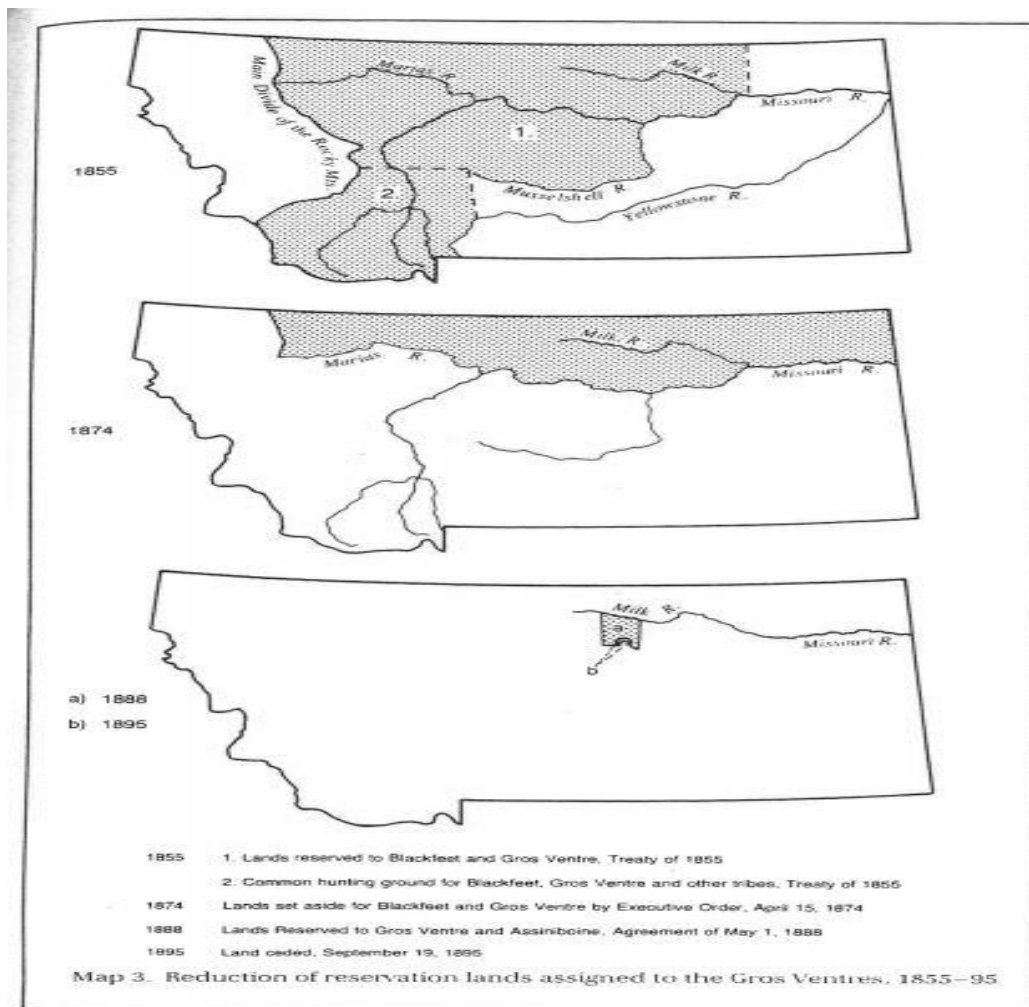 Main Divide of the Rocky Mts.
Marias R.
Milk R.
Missouri R.
1.
1855
2
Musselshell R.
Yellowstone R.
Milk R.
Marias R.
Missouri R.
1874
Milk R.
a
Missouri R.
b
a) 1888
b) 1895
1855 1. Lands reserved to Blackfeet and Gros Ventre, Treaty of 1855
2. Common hunting ground for Blackfeet, Gros Ventre and other tribes, Treaty of 1855
1874 Lands set aside for Blackfeet and Gros Ventre by Executive Order, April 15, 1874
1888 Lands Reserved to Gros Ventre and Assiniboine, Agreement of May 1, 1888
1895 Land ceded, September 19, 1895
Map 3. Reduction of reservation lands assigned to the Gros Ventres, 1855–95